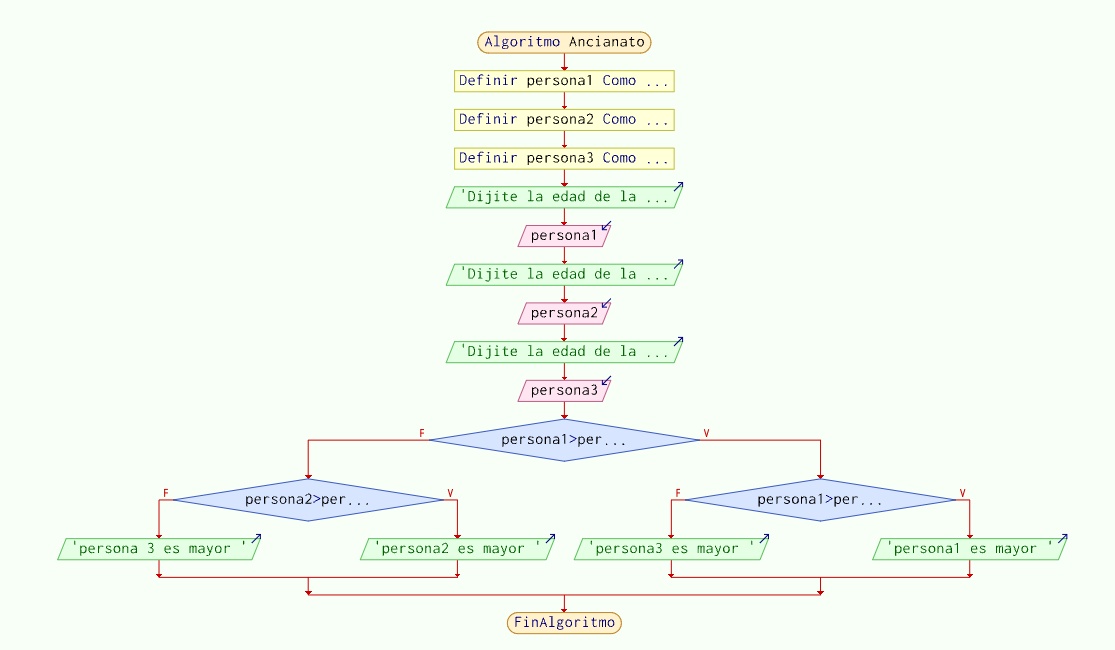 Algoritmo Ancianato
Definir persona1 Como ...
Definir persona2 Como ...
Definir persona3 Como ...
'Dijite la edad de la ...
persona1
'Dijite la edad de la ...
persona2
'Dijite la edad de la ...
persona3
F
persona1>per...
V
F
persona2>per...
V
F
persona1>per...
V
'persona 3 es mayor '
'persona2 es mayor '
'persona3 es mayor '
'persona1 es mayor '
FinAlgoritmo